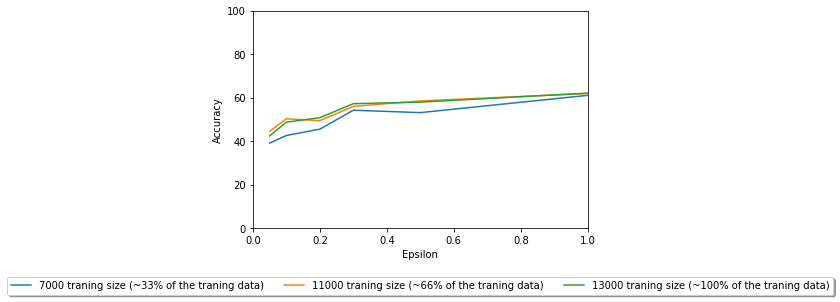 100
80
60
40
20
0
Accuracy
0.0 0.2 0.4 0.6 0.8 1.0
Epsilon
7000 traning size (~33% of the traning data) 11000 traning size (~66% of the traning data) 13000 traning size (~100% of the traning data)